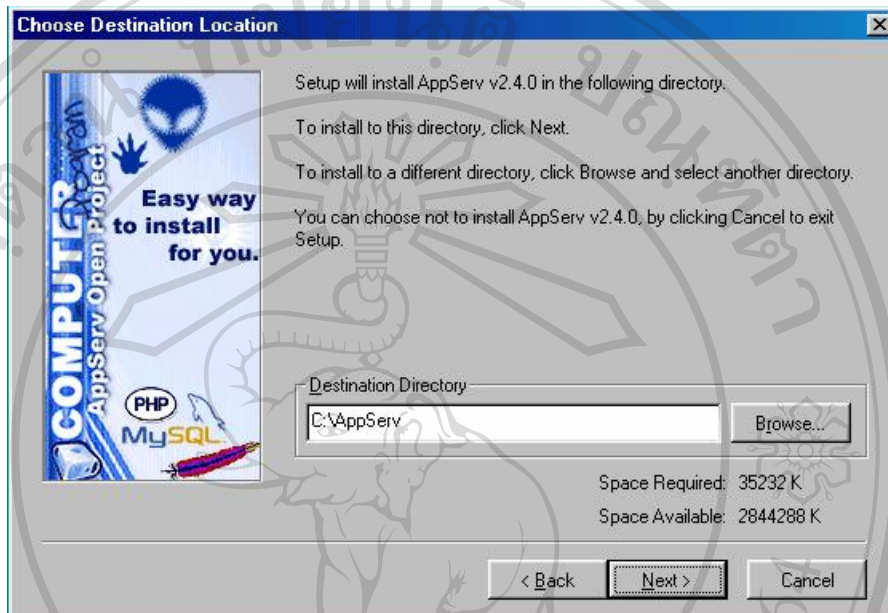 Choose Destination Location
Setup will install AppServ v2.4.0 in the following directory.
To install to this directory, click Next.
To install to a different directory, click Browse and select another directory.
You can choose not to install AppServ v2.4.0, by clicking Cancel to exit
Setup.
COMPUTER
Program
AppServ Open Project
Easy way
to install
for you.
PHP
MySQL
Destination Directory
C:\AppServ
Browse...
Space Required: 35232 K
Space Available: 2844288 K
< Back
Next >
Cancel